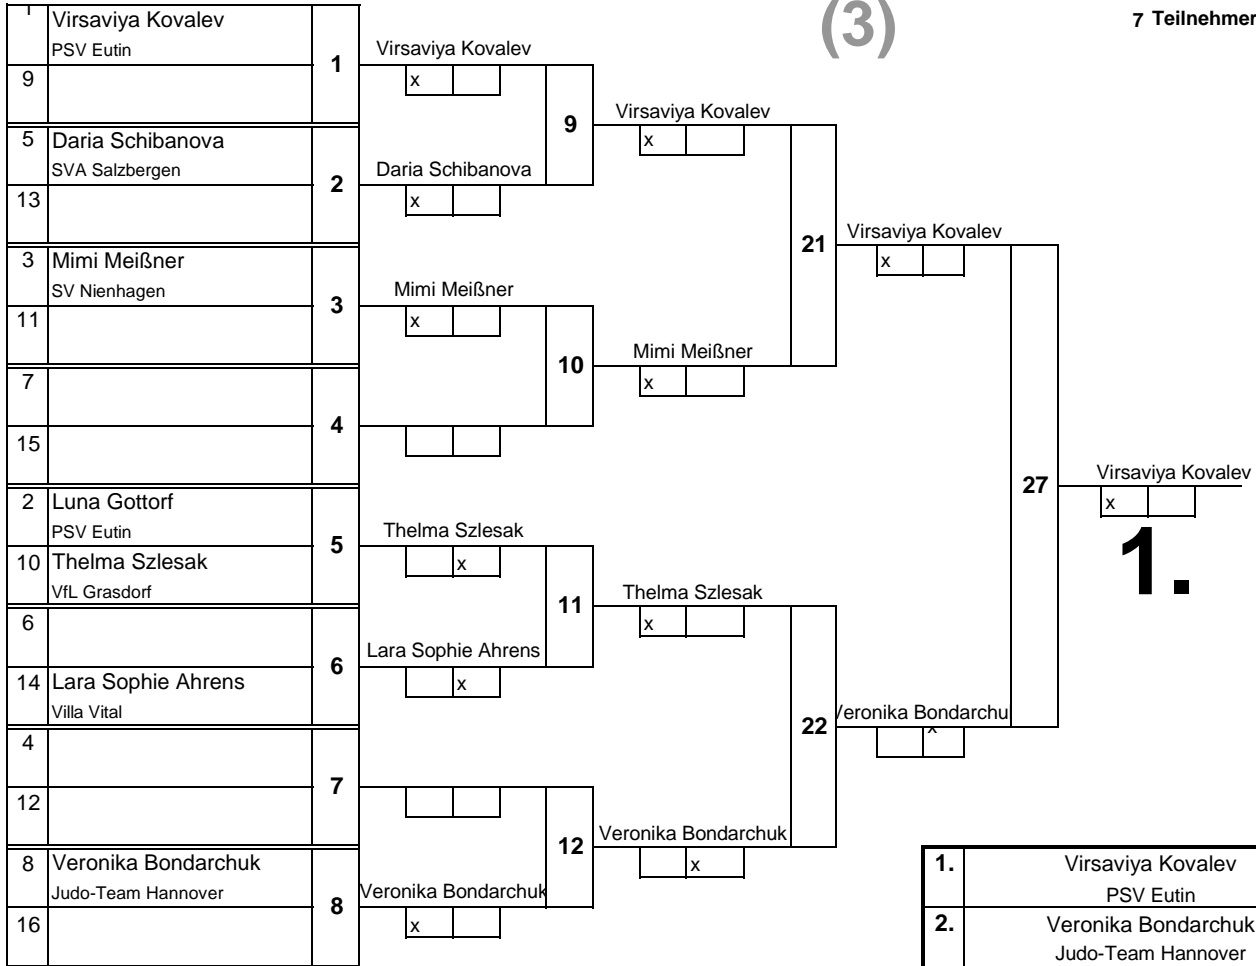 (3)
7 Teilnehmer
1 Virsaviya Kovalev
PSV Eutin
9
1
5 Daria Schibanova
SVA Salzbergen
13
2
3 Mimi Meißner
SV Nienhagen
11
3
7
15
4
2 Luna Gottorf
PSV Eutin
10 Thelma Szlesak
VfL Grasdorf
5
6
14 Lara Sophie Ahrens
Villa Vital
6
4
12
7
8 Veronika Bondarchuk
Judo-Team Hannover
16
8
Virsaviya Kovalev
x
9
Daria Schibanova
x
Mimi Meißner
x
10
Thelma Szlesak
x
11
Lara Sophie Ahrens
x
12
Veronika Bondarchuk
x
Virsaviya Kovalev
x
21
Mimi Meißner
x
Thelma Szlesak
x
22
Veronika Bondarchuk
x
Virsaviya Kovalev
x
27
Veronika Bondarchu
x
Virsaviya Kovalev
x
1.
1. Virsaviya Kovalev
PSV Eutin
2. Veronika Bondarchuk
Judo-Team Hannover